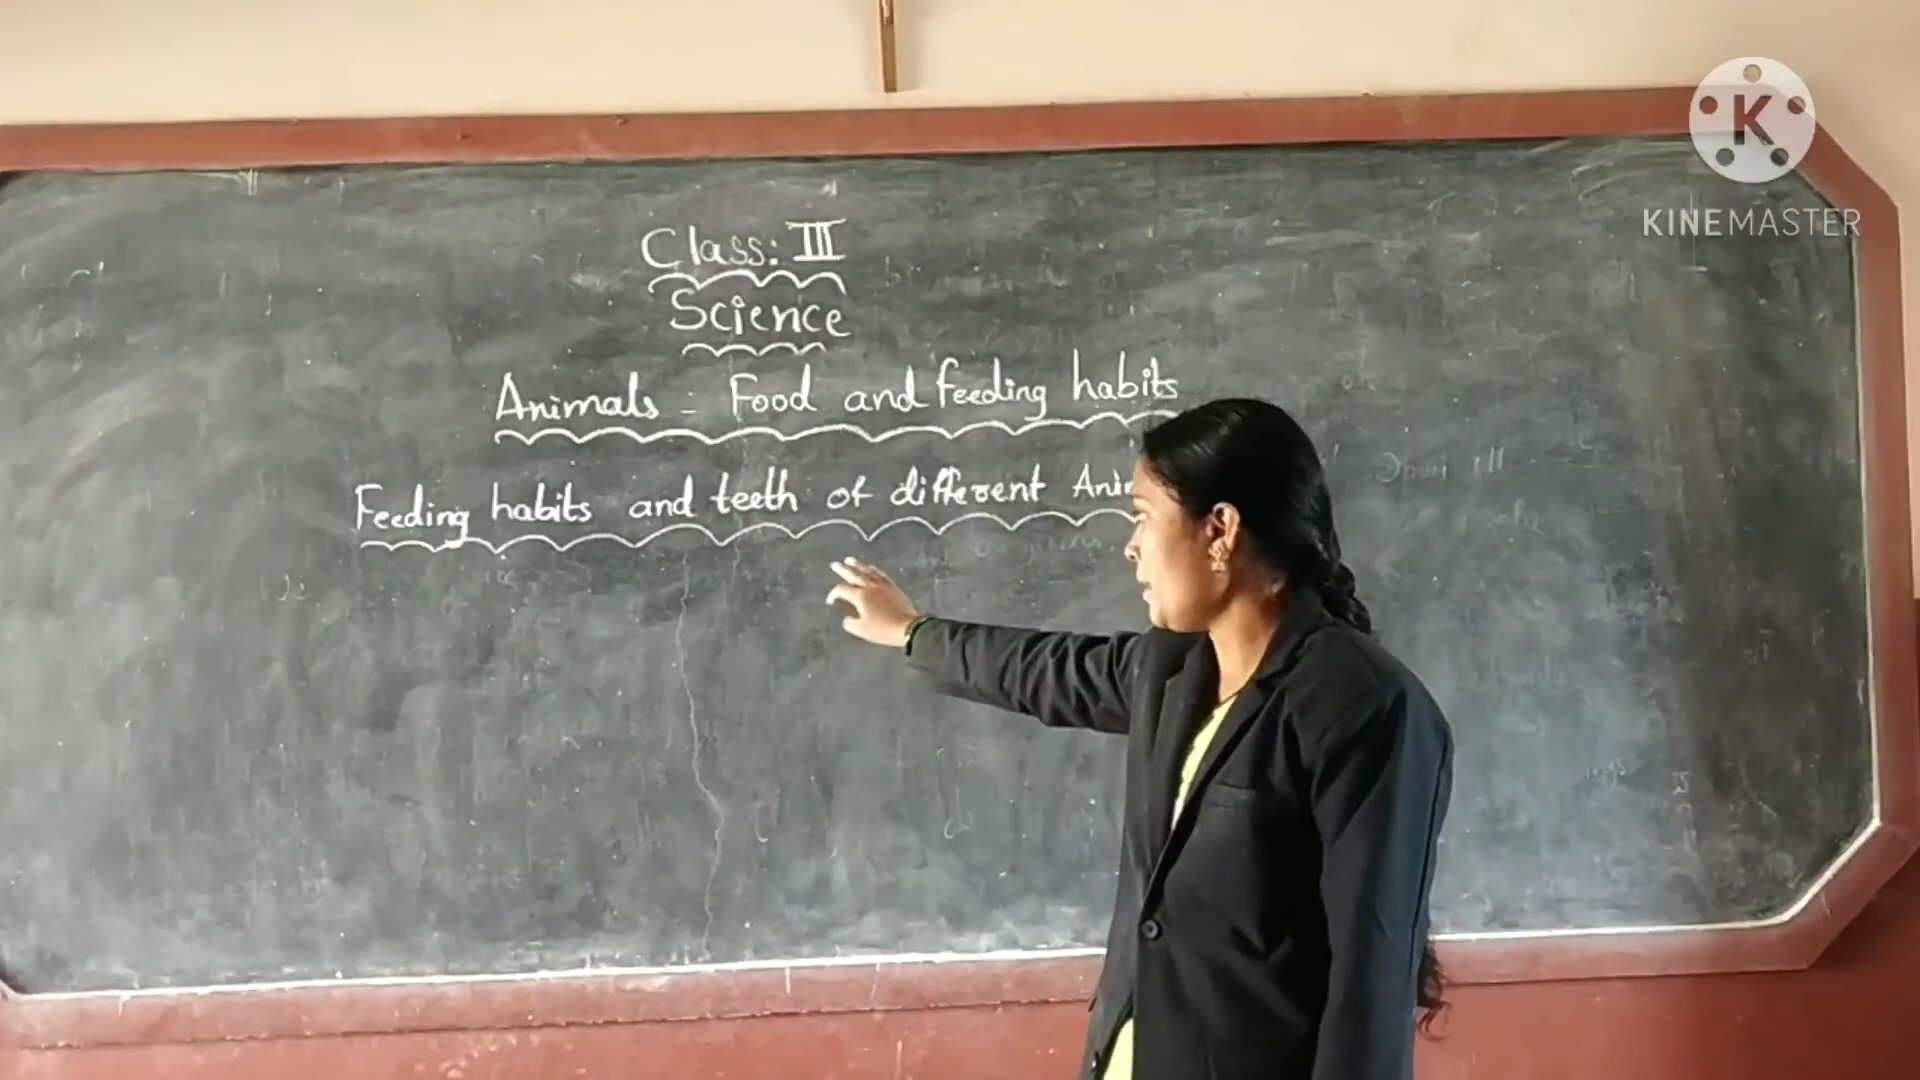 Class: III
Science
Animals - Food and feeding habits
Feeding habits and teeth of different
KINEMASTER